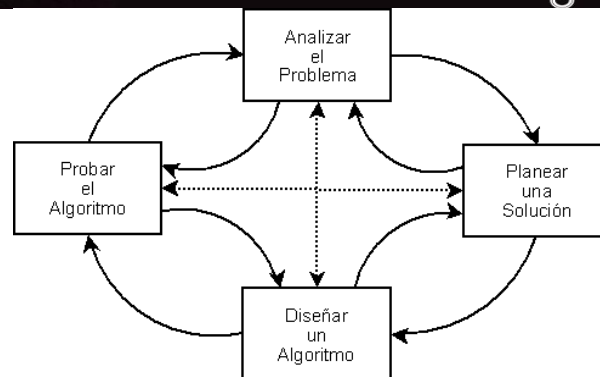 Analizar
el
Problema
Probar
el
Algoritmo
Planear
una
Solución
Diseñar
un
Algoritmo